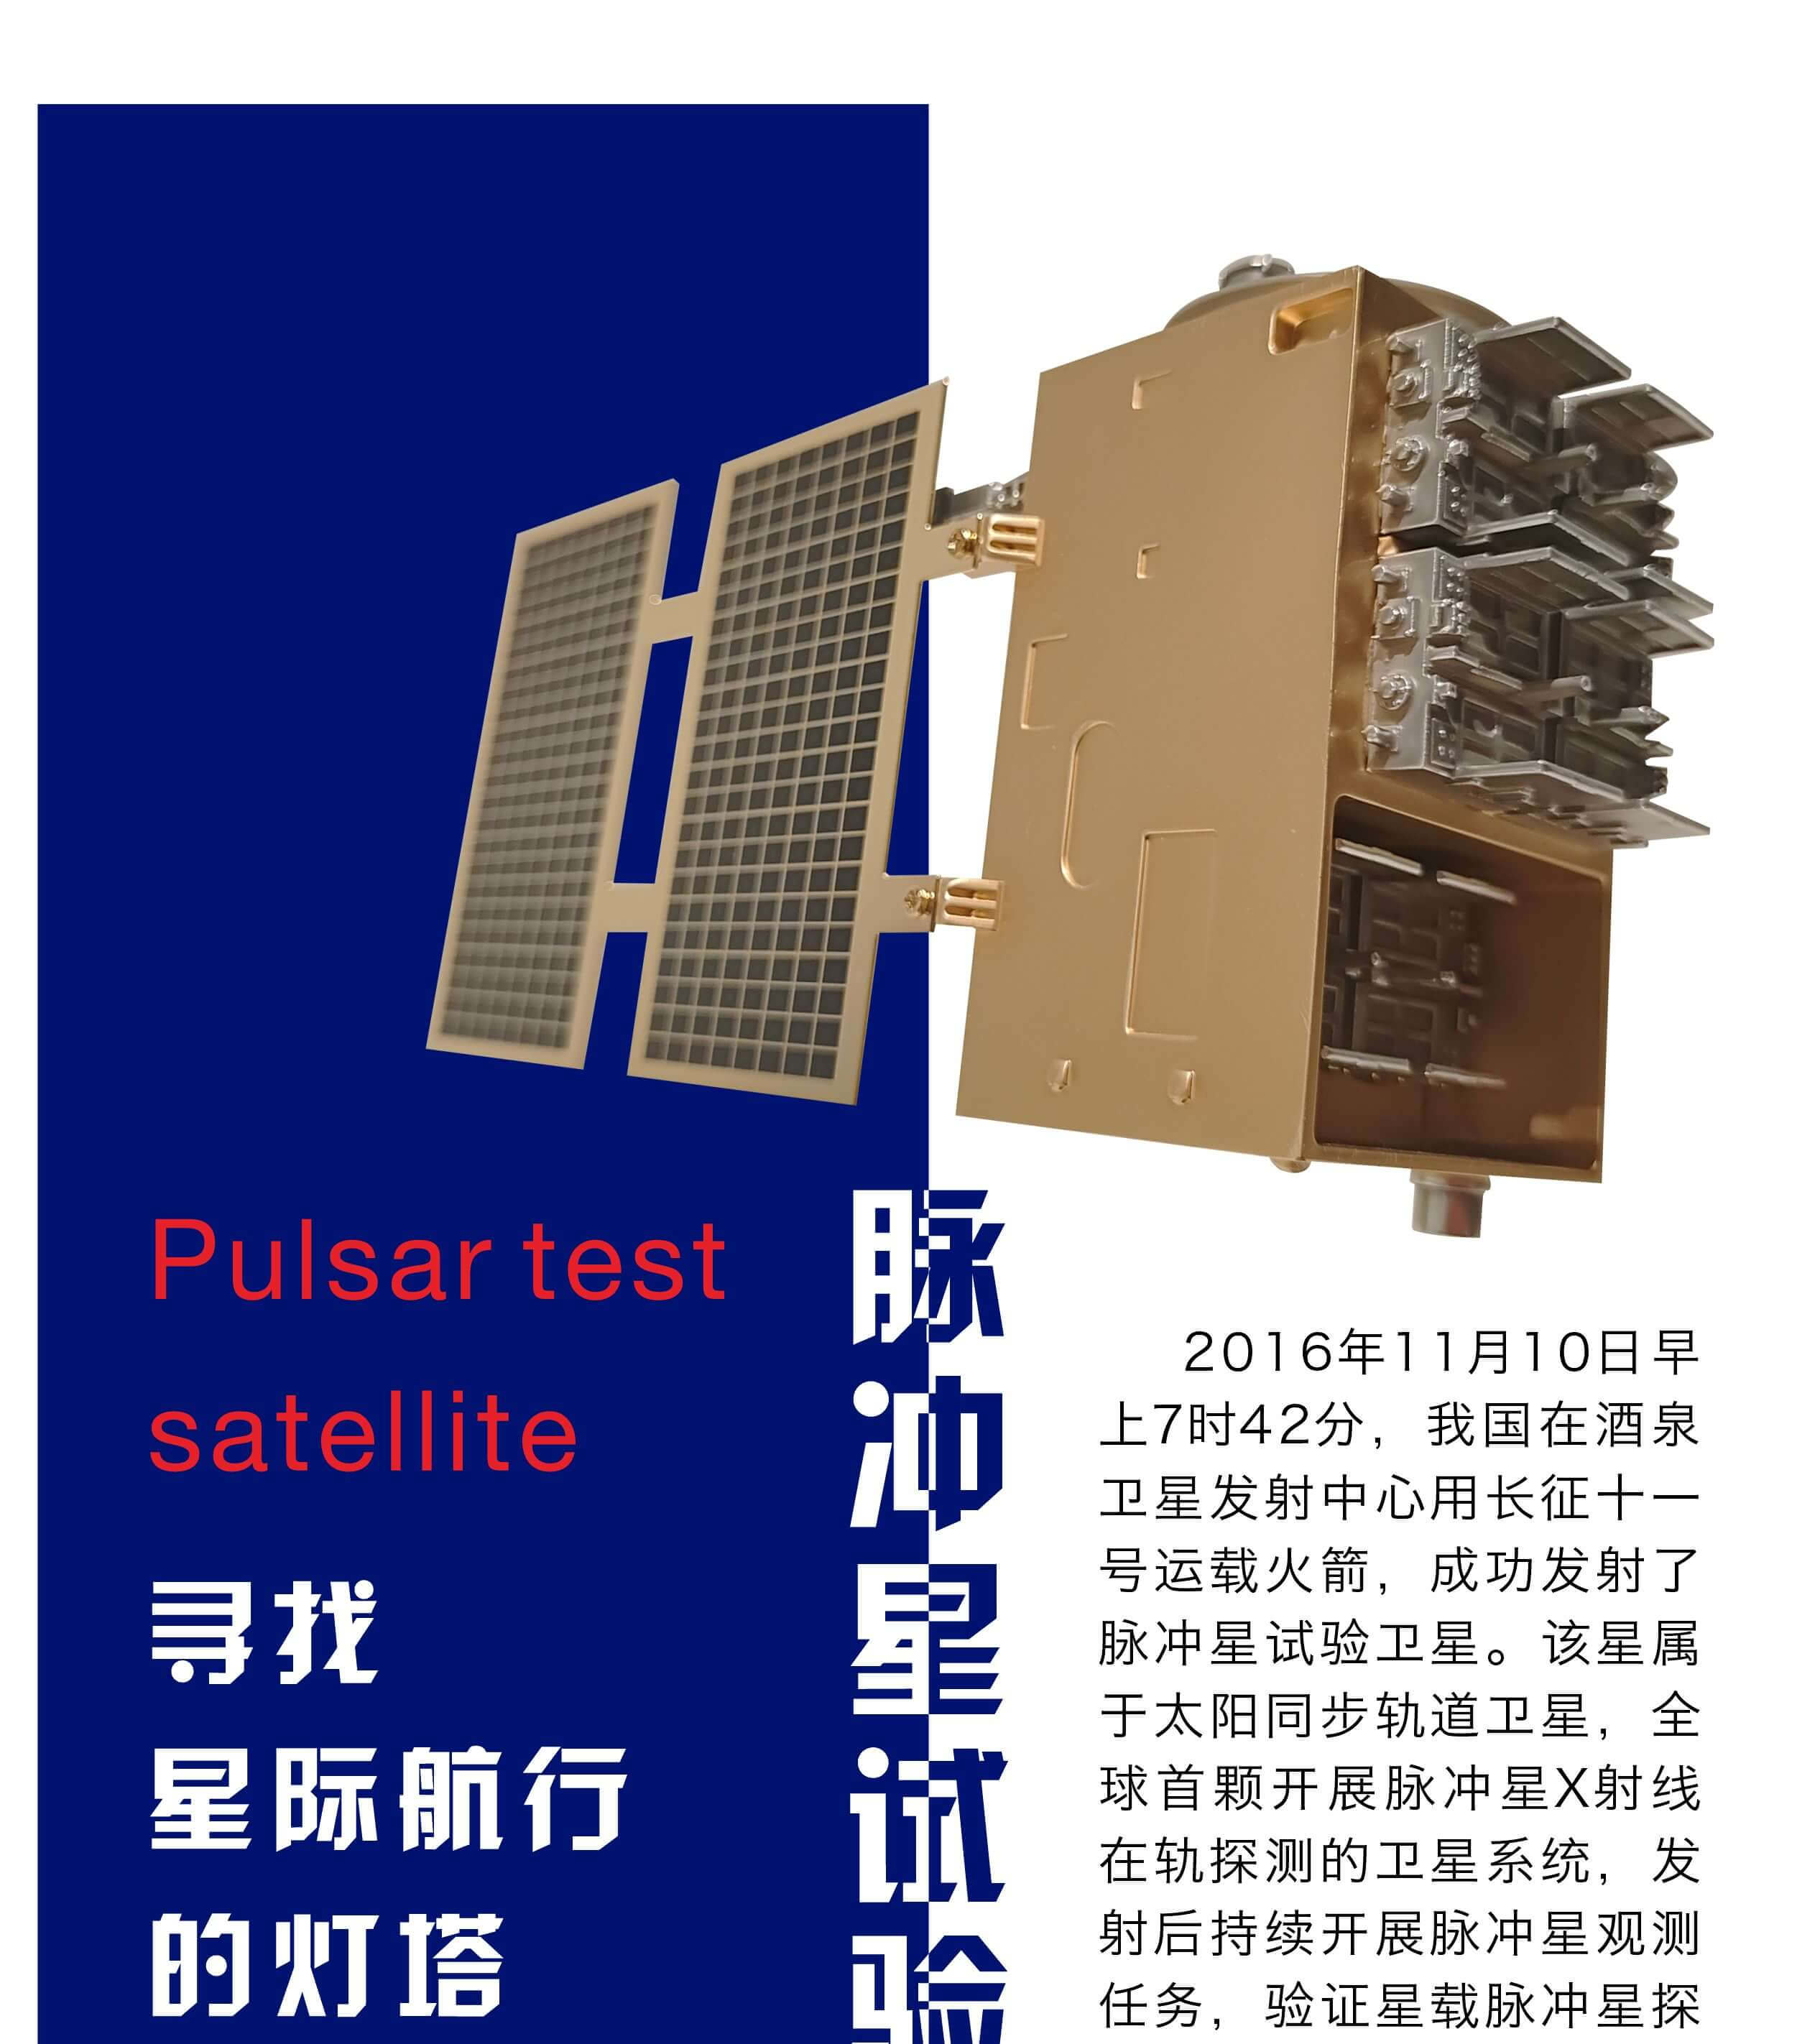 Pulsar test
satellite
寻找
星际航行
的灯塔
脉冲星试验
2016年11月10日早
上7时42分，我国在酒泉
卫星发射中心用长征十一
号运载火箭，成功发射了
脉冲星试验卫星。该星属
于太阳同步轨道卫星，全
球首颗开展脉冲星X射线
在轨探测的卫星系统，发
射后持续开展脉冲星观测
任务，验证星载脉冲星探